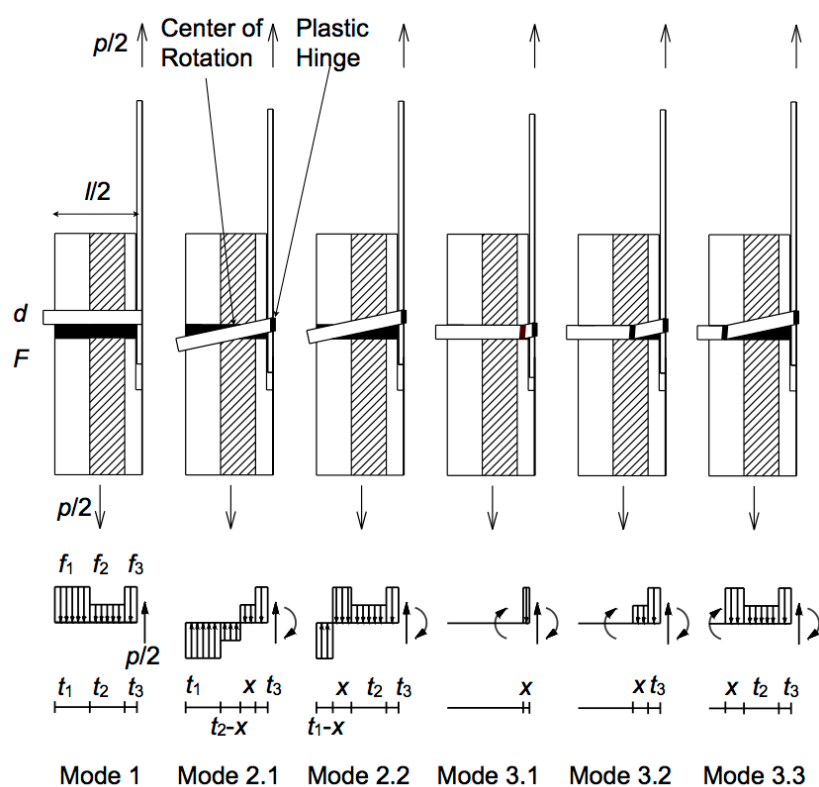 p/2
Center of Rotation
Plastic Hinge
l/2
d
F
p/2
f1 f2 f3
p/2
t1 t2 t3
t1 x t3
t2-x
x t2 t3
t1-x
x
x t3
x t2 t3
Mode 1 Mode 2.1 Mode 2.2 Mode 3.1 Mode 3.2 Mode 3.3